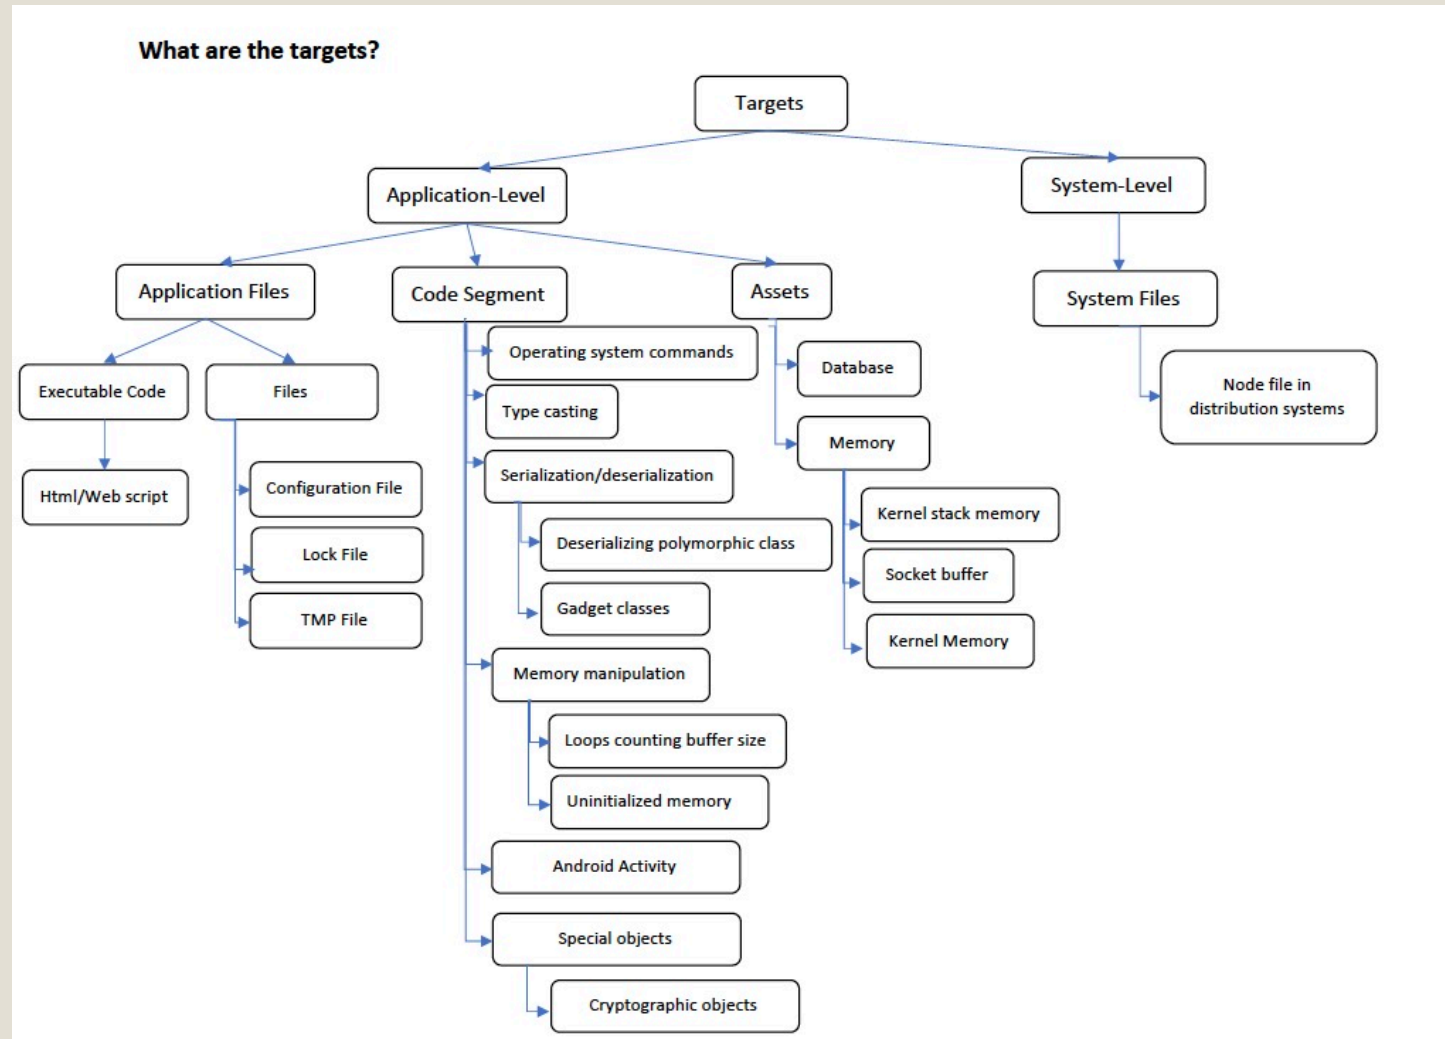 What are the targets?
Targets
Application-Level
System-Level
Application Files
Code Segment
Assets
System Files
Executable Code
Files
Html/Web script
Configuration File
Lock File
TMP File
Operating system commands
Type casting
Serialization/deserialization
Deserializing polymorphic class
Gadget classes
Memory manipulation
Loops counting buffer size
Uninitialized memory
Android Activity
Special objects
Cryptographic objects
Database
Memory
Kernel stack memory
Socket buffer
Kernel Memory
Node file in
distribution systems